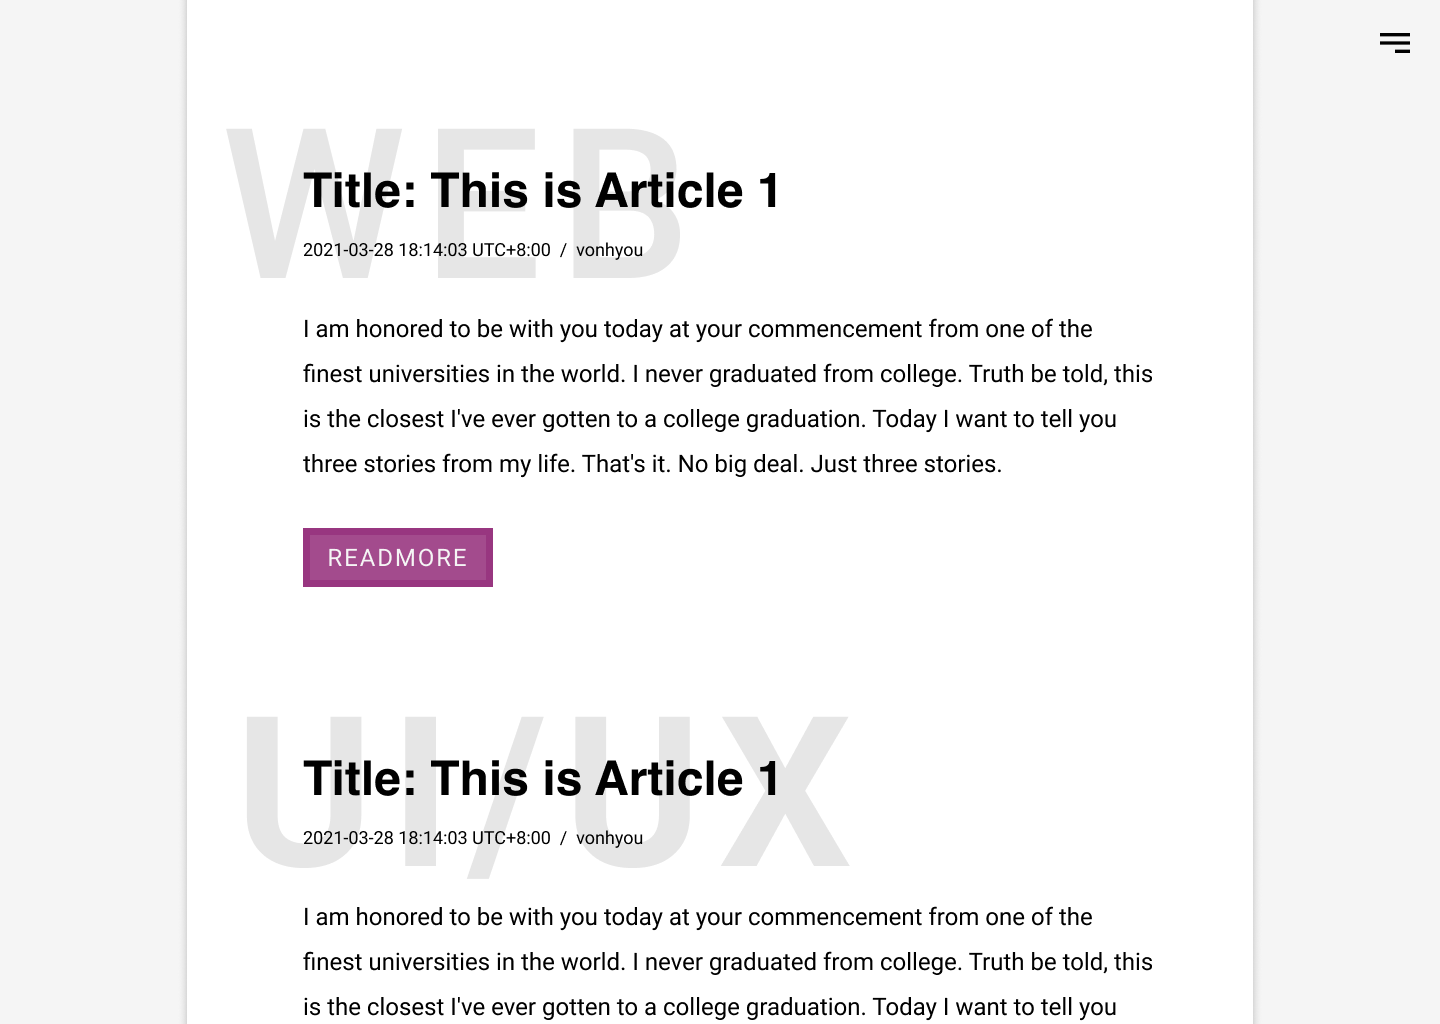 WEB
Title: This is Article 1
2021-03-28 18:14:03 UTC+8:00 / vonhyou
I am honored to be with you today at your commencement from one of the
finest universities in the world. I never graduated from college. Truth be told, this
is the closest I've ever gotten to a college graduation. Today I want to tell you
three stories from my life. That's it. No big deal. Just three stories.
READMORE
UI/UX
Title: This is Article 1
2021-03-28 18:14:03 UTC+8:00 / vonhyou
I am honored to be with you today at your commencement from one of the
finest universities in the world. I never graduated from college. Truth be told, this
is the closest I've ever gotten to a college graduation. Today I want to tell you